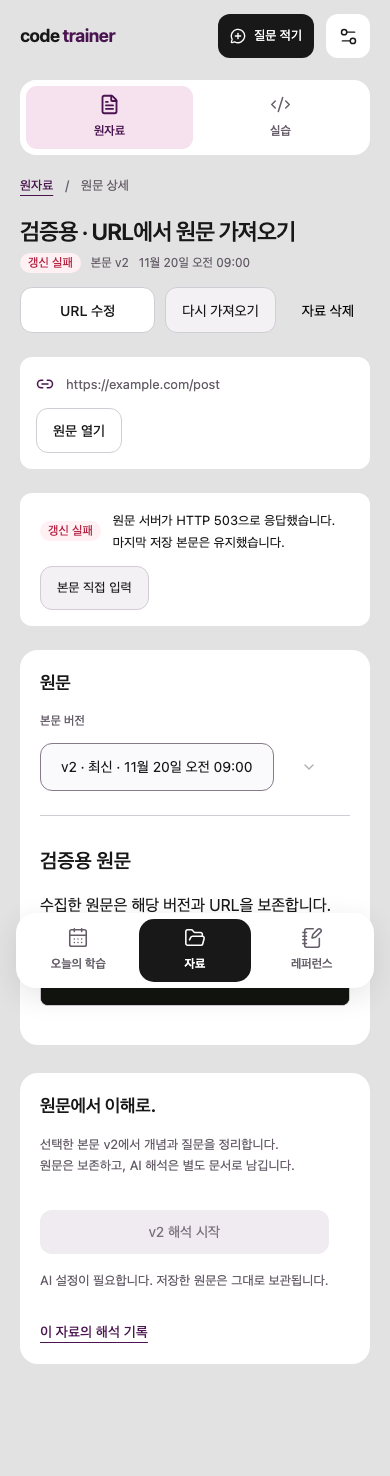 code trainer
질문 적기
원자료
실습
원자료 / 원문 상세
검증용 · URL에서 원문 가져오기
갱신 실패 본문 v2 11월 20일 오전 09:00
URL 수정
다시 가져오기
자료 삭제
https://example.com/post
원문 열기
갱신 실패
원문 서버가 HTTP 503으로 응답했습니다.
마지막 저장 본문은 유지했습니다.
본문 직접 입력
원문
본문 버전
v2 · 최신 · 11월 20일 오전 09:00
검증용 원문
수집한 원문은 해당 버전과 URL을 보존합니다.
오늘의 학습
자료
레퍼런스
원문에서 이해로.
선택한 본문 v2에서 개념과 질문을 정리합니다.
원문은 보존하고, AI 해석은 별도 문서로 남깁니다.
v2 해석 시작
AI 설정이 필요합니다. 저장한 원문은 그대로 보관됩니다.
이 자료의 해석 기록